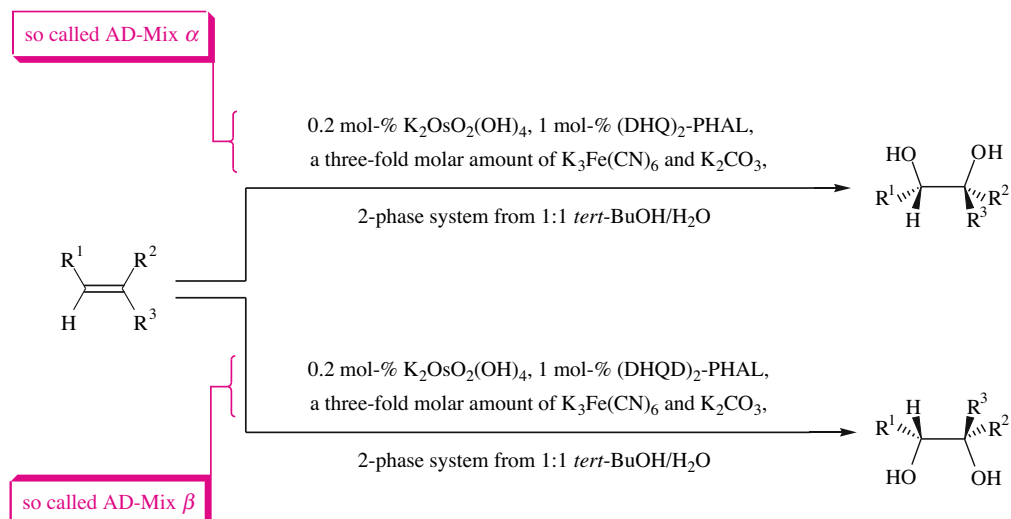 so called AD-Mix α
0.2 mol-% K₂OsO₂(OH)₄, 1 mol-% (DHQ)₂-PHAL,
a three-fold molar amount of K₃Fe(CN)₆ and K₂CO₃,
2-phase system from 1:1 tert-BuOH/H₂O
HO OH
R¹ R²
H R³
R¹ R²
H R³
0.2 mol-% K₂OsO₂(OH)₄, 1 mol-% (DHQD)₂-PHAL,
a three-fold molar amount of K₃Fe(CN)₆ and K₂CO₃,
2-phase system from 1:1 tert-BuOH/H₂O
H R³
R¹ R²
HO OH
so called AD-Mix β